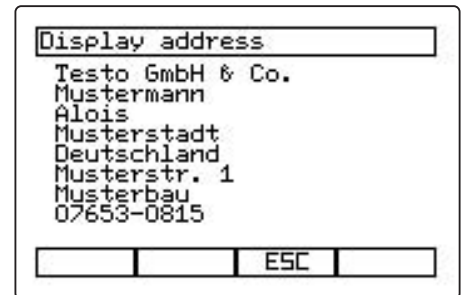 Display address
Testo GmbH & Co.
Mustermann
Alois
Musterstadt
Deutschland
Musterstr. 1
Musterbau
07653-0815
ESC